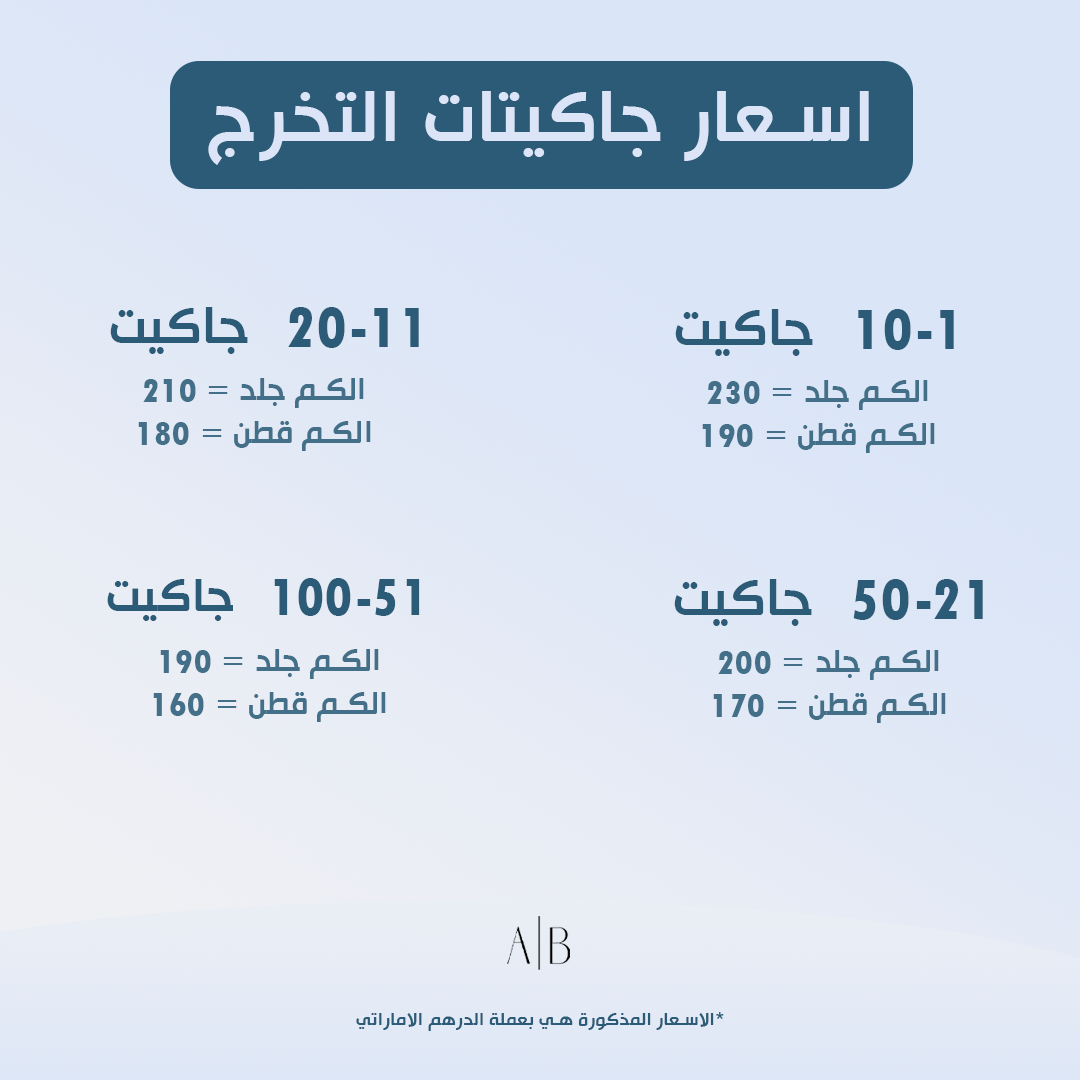 اسعار جاكيتات التخرج
10-1 جاكيت
الكم جلد = 230
الكم قطن = 190
20-11 جاكيت
الكم جلد = 210
الكم قطن = 180
50-21 جاكيت
الكم جلد = 200
الكم قطن = 170
100-51 جاكيت
الكم جلد = 190
الكم قطن = 160
A|B
*الاسعار المذكورة هي بعملة الدرهم الاماراتي